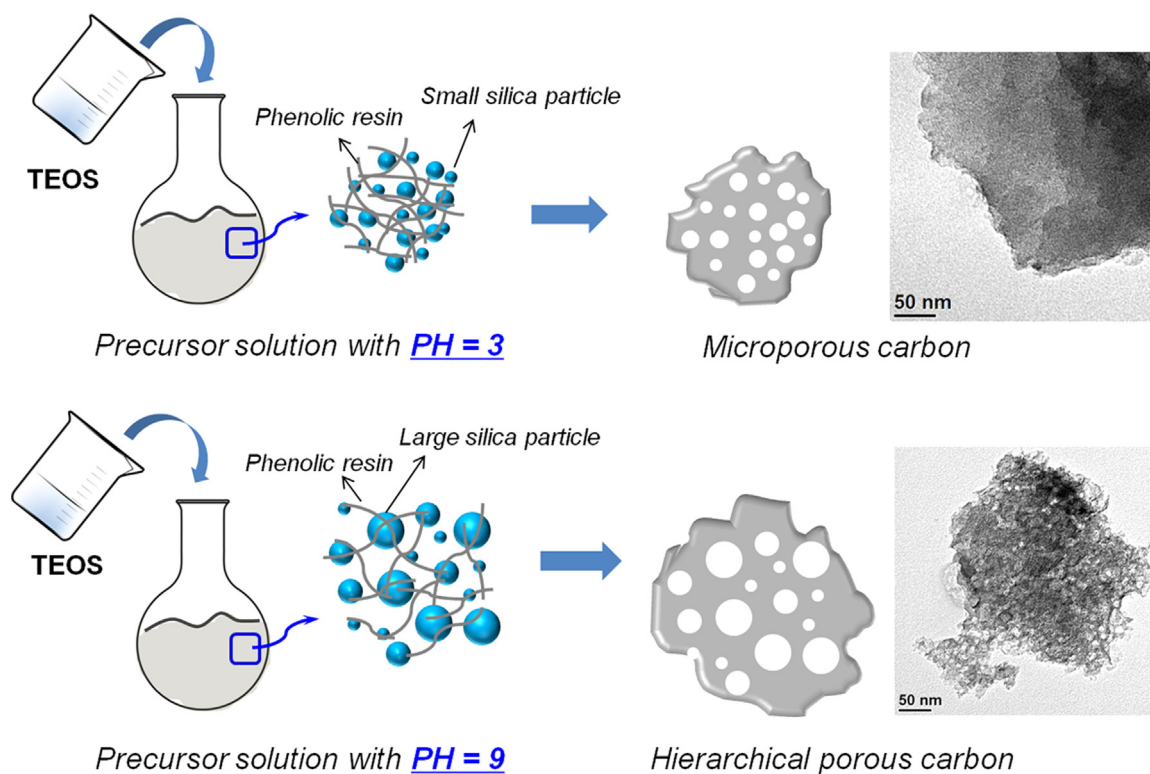 TEOS
Phenolic resin
Small silica particle
50 nm
Precursor solution with PH = 3
Microporous carbon
TEOS
Phenolic resin
Large silica particle
50 nm
Precursor solution with PH = 9
Hierarchical porous carbon